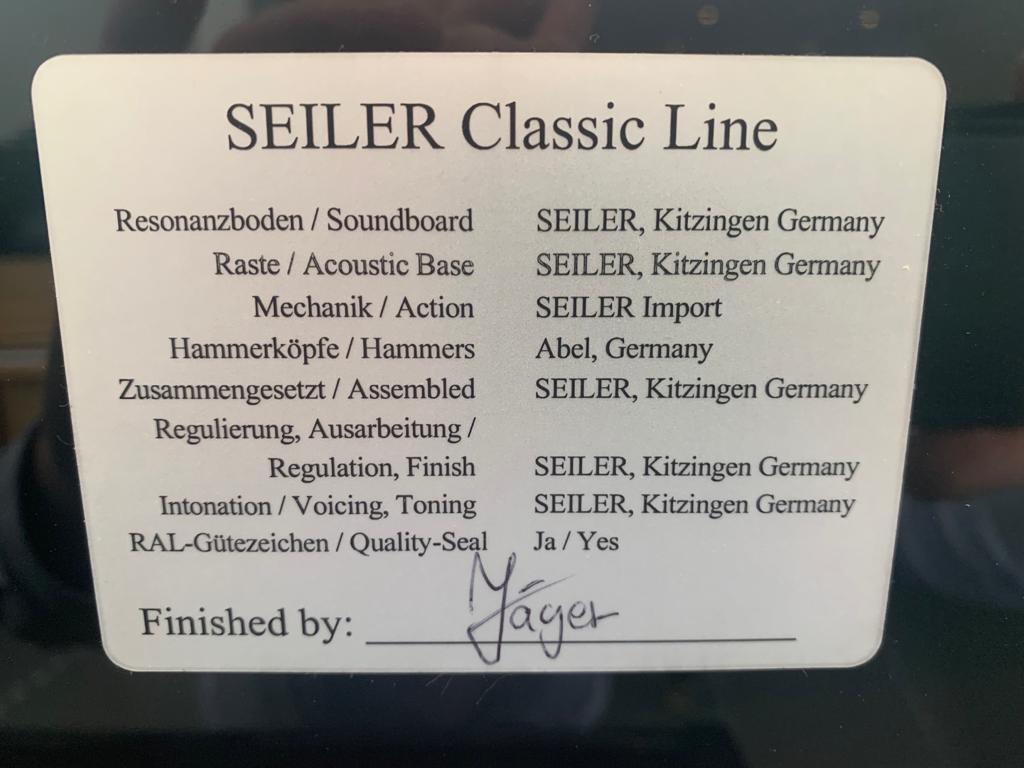 SEILER Classic Line
Resonanzboden / Soundboard SEILER, Kitzingen Germany
Raste / Acoustic Base SEILER, Kitzingen Germany
Mechanik / Action SEILER Import
Hammerköpfe / Hammers Abel, Germany
Zusammengesetzt / Assembled SEILER, Kitzingen Germany
Regulierung, Ausarbeitung /
Regulation, Finish SEILER, Kitzingen Germany
Intonation / Voicing, Toning SEILER, Kitzingen Germany
RAL-Gütezeichen / Quality-Seal Ja / Yes
Finished by: Jäger